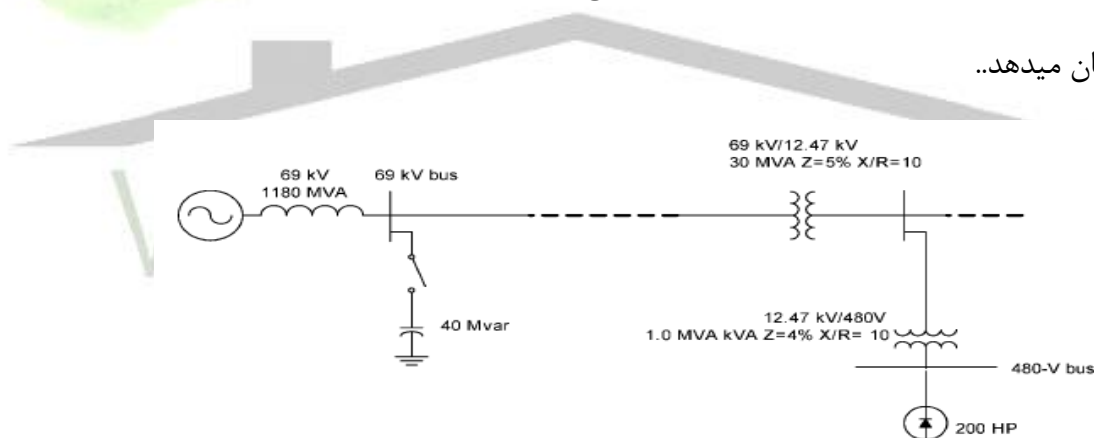 ان میدهد..
69 kV/12.47 kV
30 MVA Z=5% X/R=10
69 kV
1180 MVA
69 kV bus
40 Mvar
12.47 kV/480V
1.0 MVA kVA Z=4% X/R= 10
480-V bus
200 HP